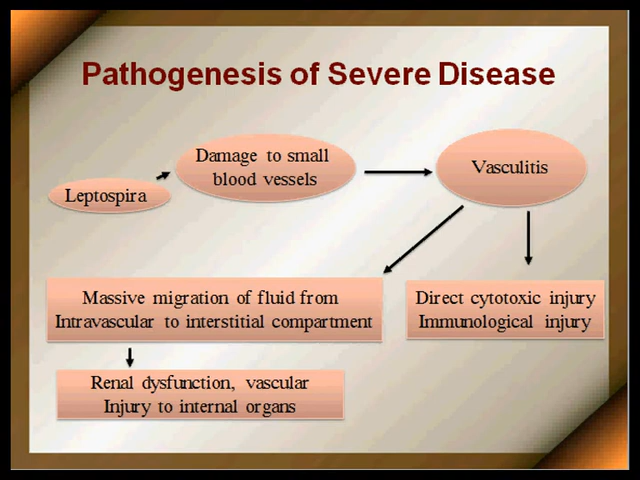 Pathogenesis of Severe Disease
Damage to small
blood vessels
Vasculitis
Leptospira
Massive migration of fluid from
Intravascular to interstitial compartment
Direct cytotoxic injury
Immunological injury
Renal dysfunction, vascular
Injury to internal organs